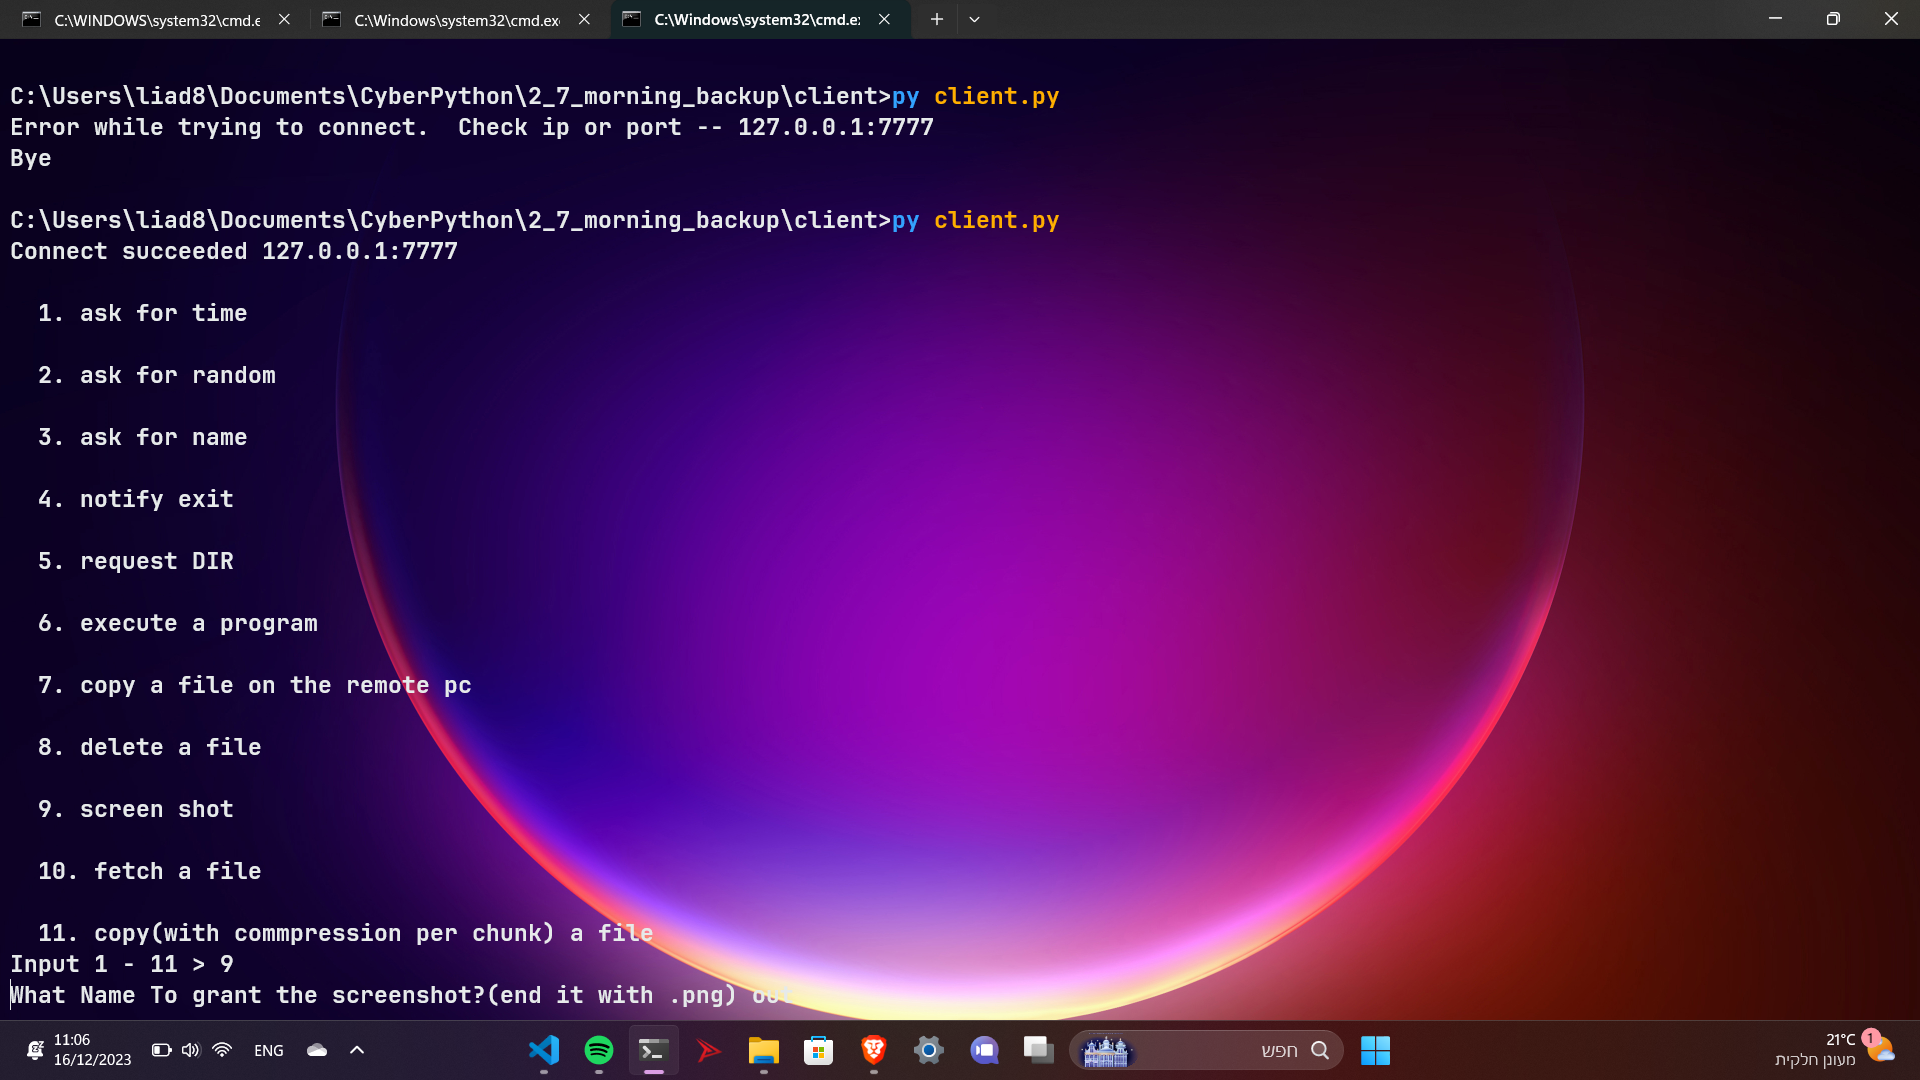 C:\WINDOWS\system32\cmd.e
C:\Windows\system32\cmd.ex
C:\Windows\system32\cmd.e:
C:\Users\liad8\Documents\CyberPython\2_7_morning_backup\client>py client.py
Error while trying to connect.  Check ip or port -- 127.0.0.1:7777
Bye
C:\Users\liad8\Documents\CyberPython\2_7_morning_backup\client>py client.py
Connect succeeded 127.0.0.1:7777
1. ask for time
2. ask for random
3. ask for name
4. notify exit
5. request DIR
6. execute a program
7. copy a file on the remote pc
8. delete a file
9. screen shot
10. fetch a file
11. copy(with commpression per chunk) a file
Input 1 - 11 > 9
What Name To grant the screenshot?(end it with .png) out
11:06
16/12/2023
ENG
חפש
21°C
מעונן חלקית
1